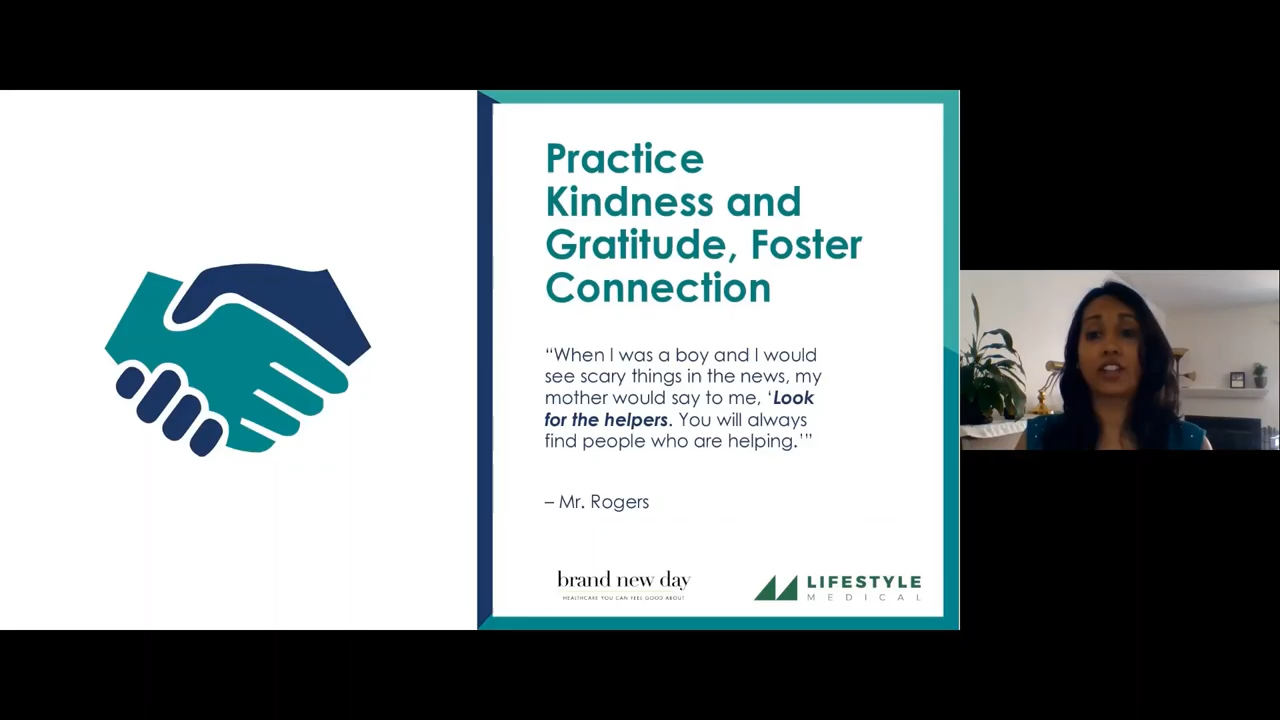 Practice
Kindness and
Gratitude, Foster
Connection
“When I was a boy and I would
see scary things in the news, my
mother would say to me, ‘Look
for the helpers. You will always
find people who are helping.’”
– Mr. Rogers
brand new day
HEALTHCARE YOU CAN FEEL GOOD ABOUT
LIFESTYLE
MEDICAL